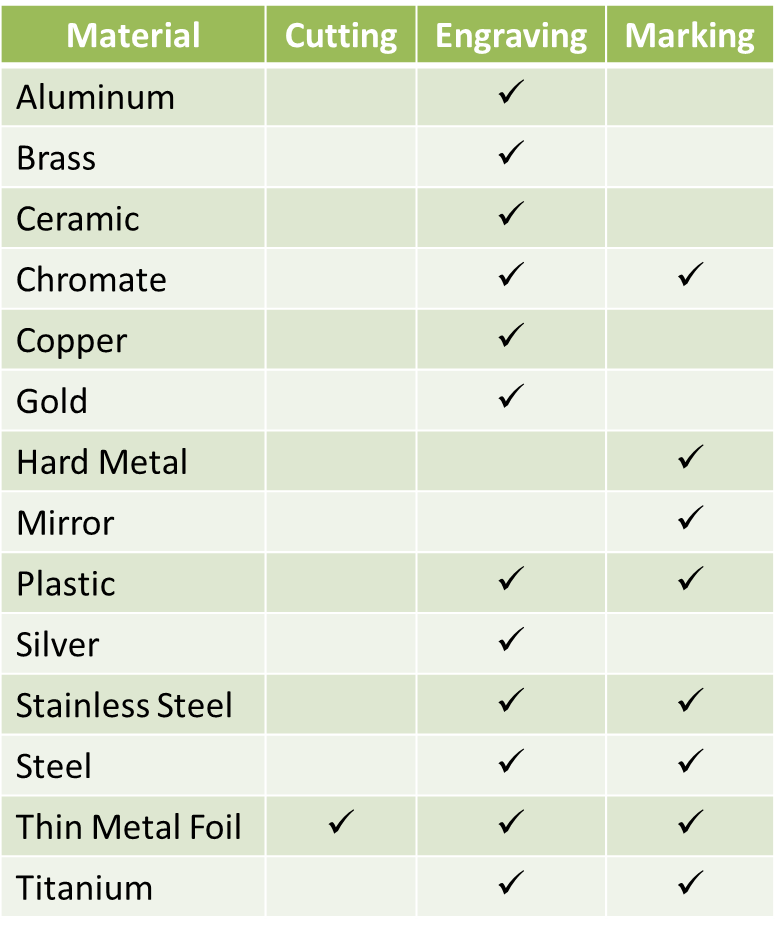 Material Cutting Engraving Marking
Aluminum ✓
Brass ✓
Ceramic ✓
Chromate ✓ ✓
Copper ✓
Gold ✓
Hard Metal ✓
Mirror ✓
Plastic ✓ ✓
Silver ✓
Stainless Steel ✓ ✓
Steel ✓ ✓
Thin Metal Foil ✓ ✓ ✓
Titanium ✓ ✓